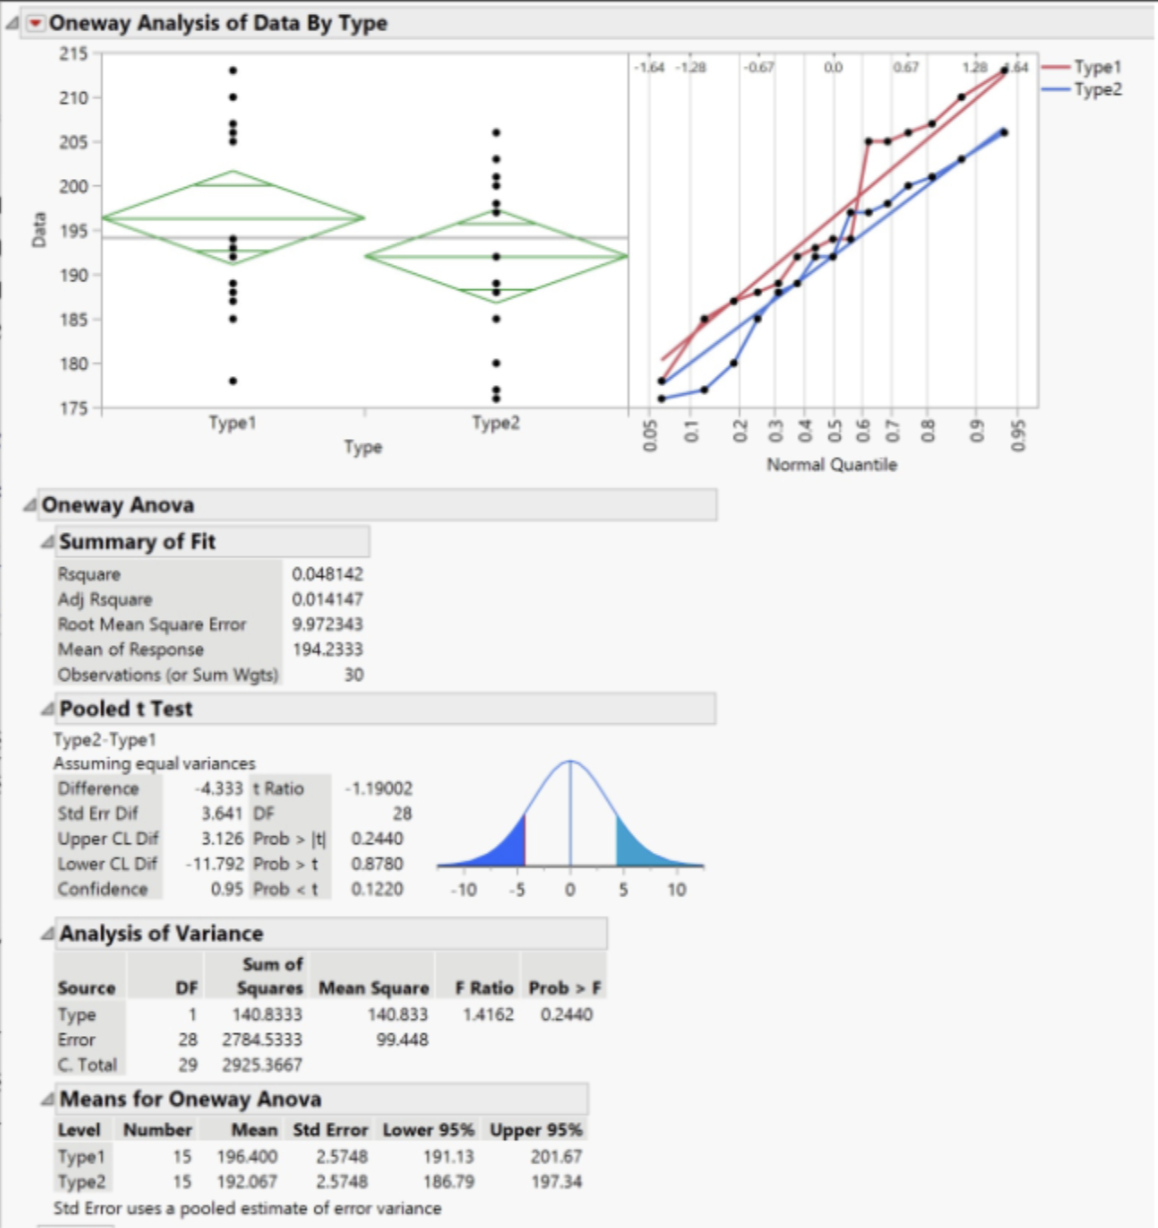 Oneway Analysis of Data By Type
215
210
205
200
195
190
185
180
175
Data
Type1 Type2
Type
-1.64 -1.28 -0.67 0.0 0.67 1.28 1.64
0.05 0.1 0.2 0.3 0.4 0.5 0.6 0.7 0.8 0.9 0.95
Normal Quantile
Type1
Type2
Oneway Anova
Summary of Fit
Rsquare 0.048142
Adj Rsquare 0.014147
Root Mean Square Error 9.972343
Mean of Response 194.2333
Observations (or Sum Wgts) 30
Pooled t Test
Type2-Type1
Assuming equal variances
Difference -4.333 t Ratio -1.19002
Std Err Dif 3.641 DF 28
Upper CL Dif 3.126 Prob > |t| 0.2440
Lower CL Dif -11.792 Prob > t 0.8780
Confidence 0.95 Prob < t 0.1220
-10 -5 0 5 10
Analysis of Variance
Sum of
Source DF Squares Mean Square F Ratio Prob > F
Type 1 140.8333 140.833 1.4162 0.2440
Error 28 2784.5333 99.448
C. Total 29 2925.3667
Means for Oneway Anova
Level Number Mean Std Error Lower 95% Upper 95%
Type1 15 196.400 2.5748 191.13 201.67
Type2 15 192.067 2.5748 186.79 197.34
Std Error uses a pooled estimate of error variance